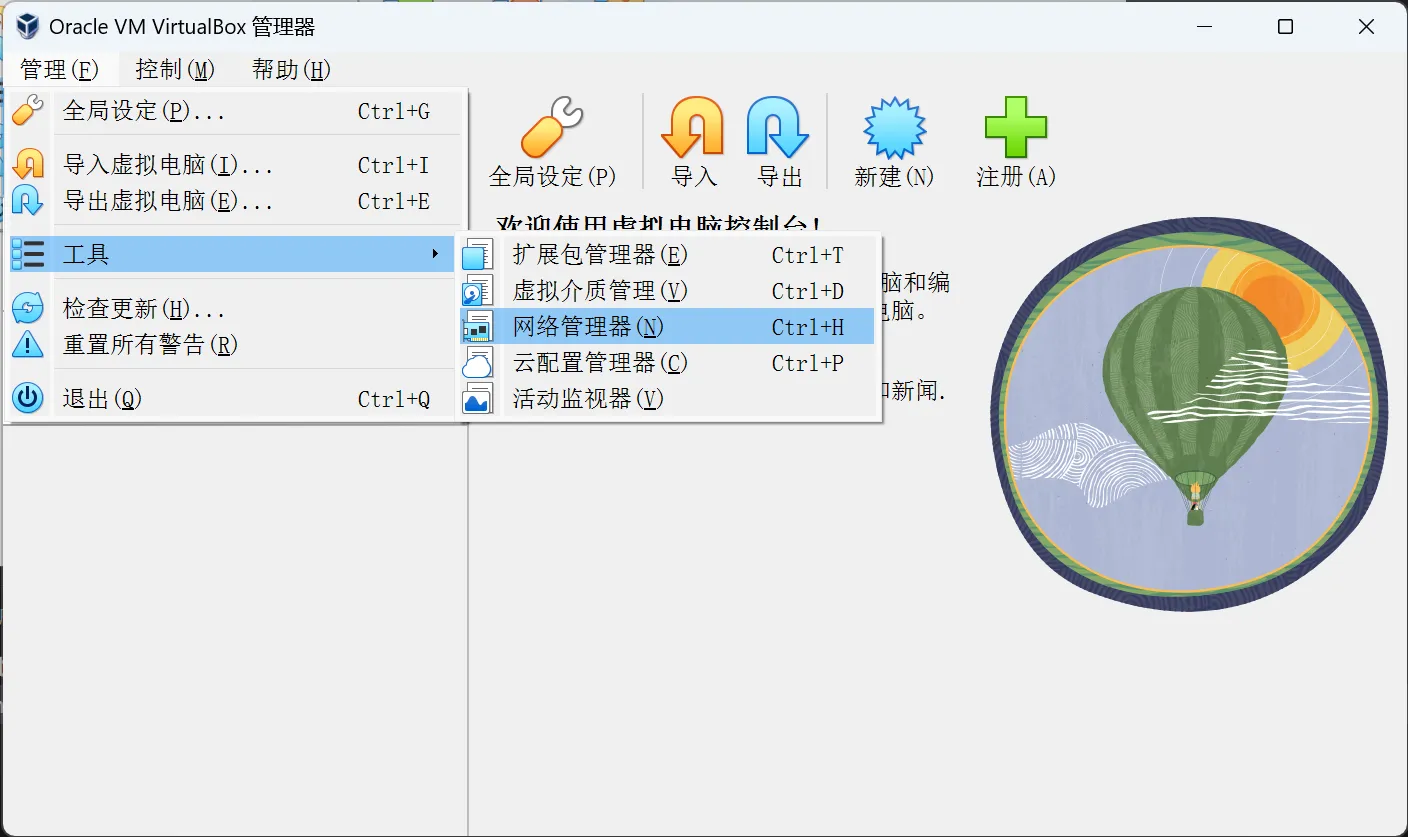 Oracle VM VirtualBox 管理器
管理(F) 控制(M) 帮助(H)
全局设定(P)... Ctrl+G
导入虚拟电脑(I)... Ctrl+I
导出虚拟电脑(E)... Ctrl+E
工具
检查更新(H)...
重置所有警告(R)
退出(Q) Ctrl+Q
全局设定(P) 导入 导出 新建(N) 注册(A)
欢迎使用虚拟电脑控制台!
扩展包管理器(E) Ctrl+T
虚拟介质管理(V) Ctrl+D
网络管理器(N) Ctrl+H
云配置管理器(C) Ctrl+P
活动监视器(V)
脑和编
电脑。
和新闻.